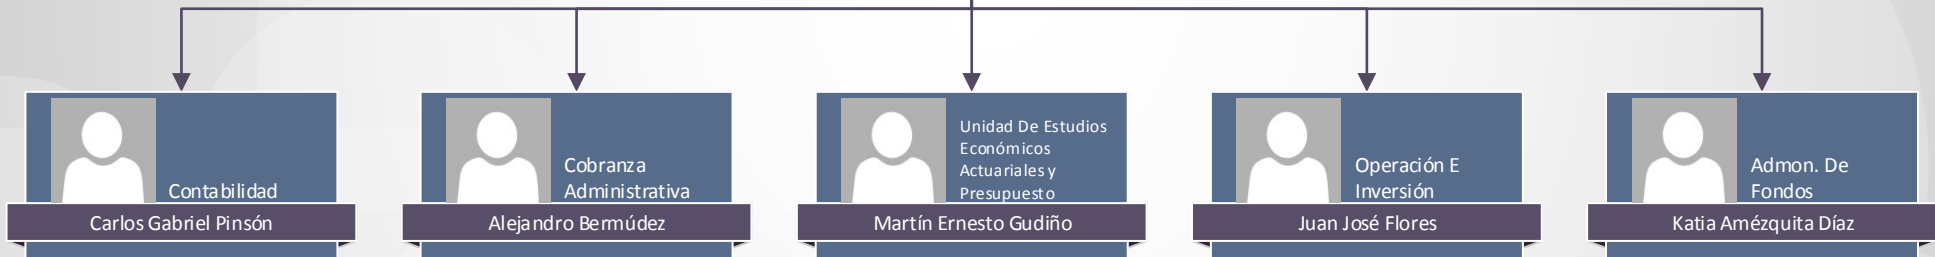 Contabilidad
Carlos Gabriel Pinsón
Cobranza
Administrativa
Alejandro Bermúdez
Unidad De Estudios
Económicos
Actuariales y
Presupuesto
Martín Ernesto Gudiño
Operación E
Inversión
Juan José Flores
Admon. De
Fondos
Katia Amézquita Díaz